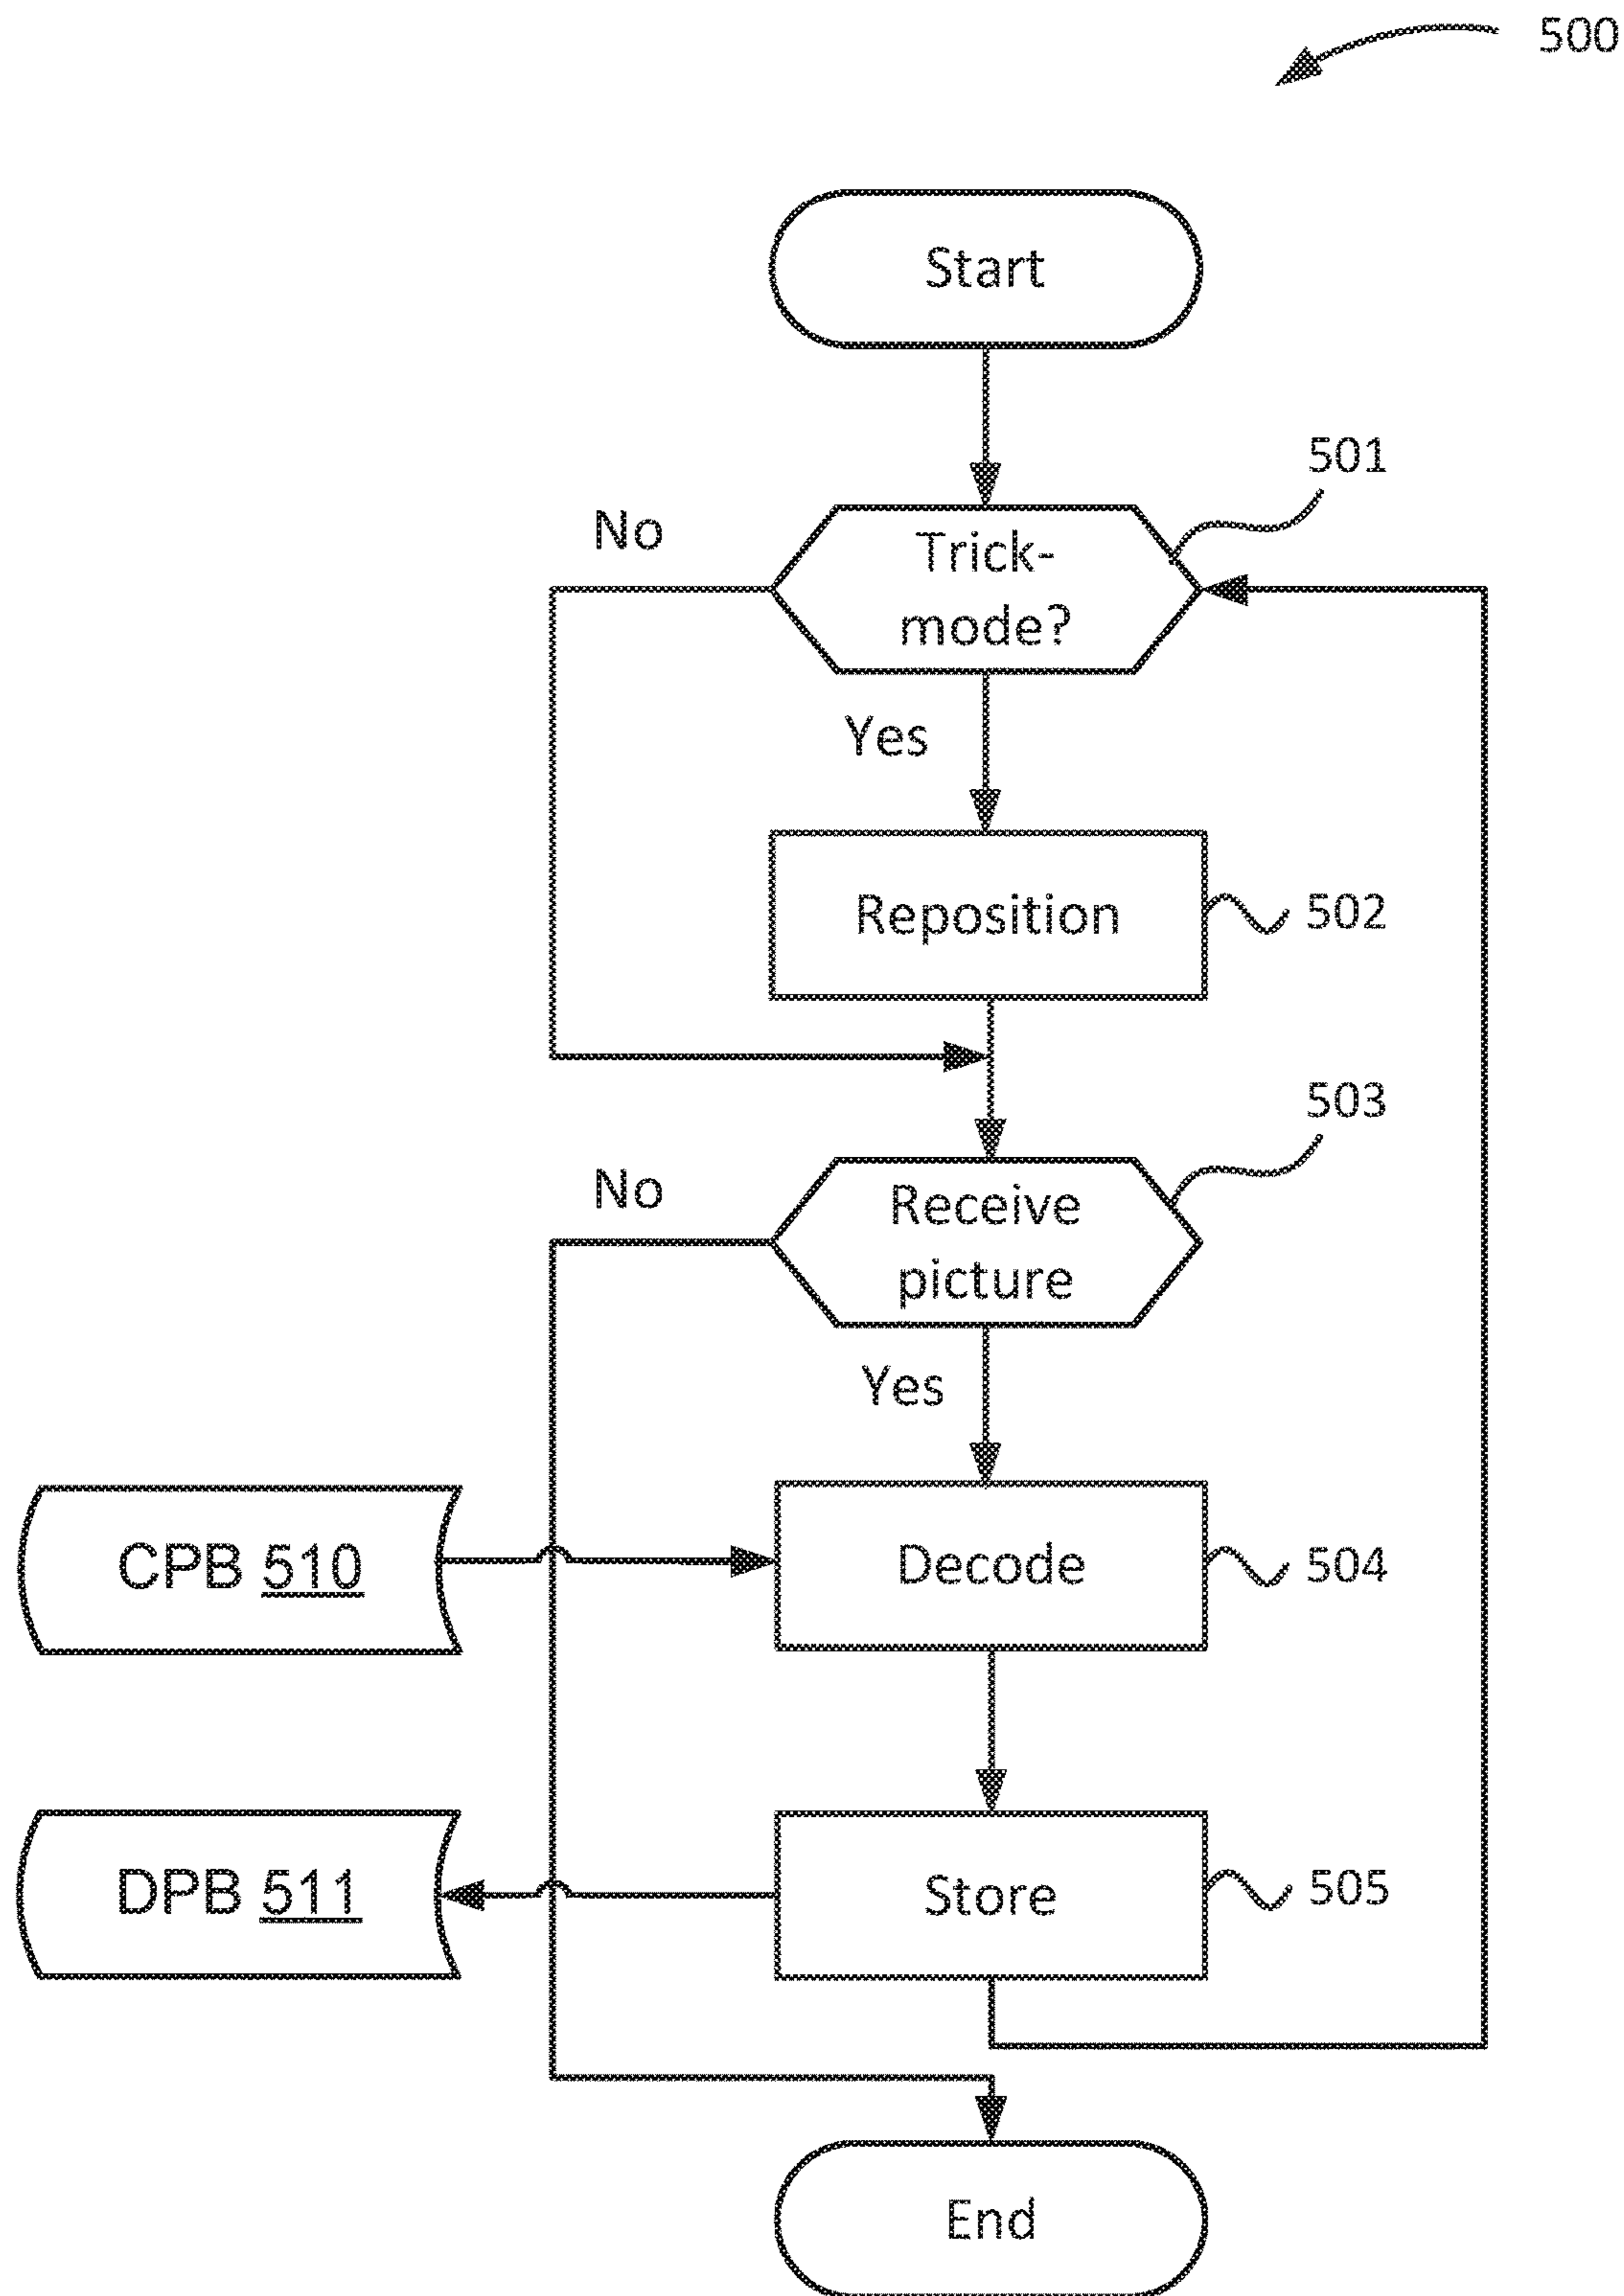 500
Start
501
No
Trick-
mode?
Yes
Reposition
502
503
No
Receive
picture
Yes
CPB 510
Decode
504
DPB 511
Store
505
End